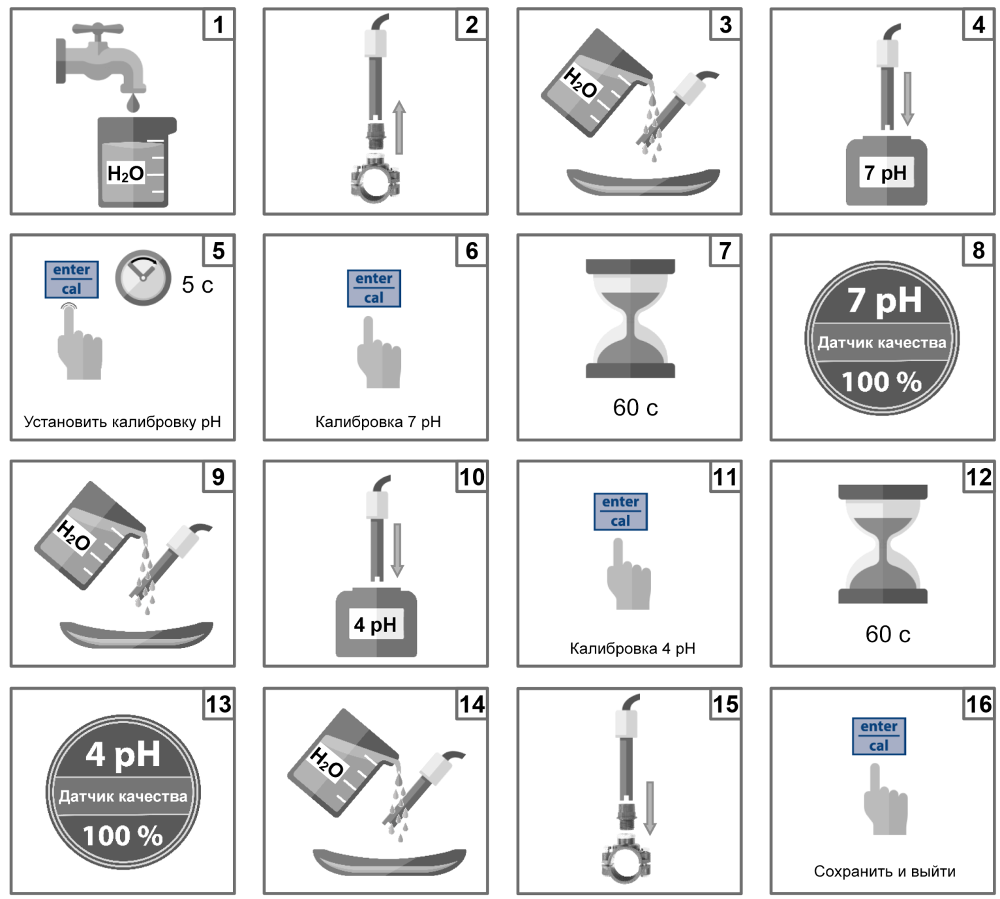 1
H₂O
2
3
H₂O
4
7 pH
5
enter
cal
5 с
Установить калибровку pH
6
enter
cal
Калибровка 7 pH
7
60 с
8
7 pH
Датчик качества
100 %
9
H₂O
10
4 pH
11
enter
cal
Калибровка 4 pH
12
60 с
13
4 pH
Датчик качества
100 %
14
H₂O
15
16
enter
cal
Сохранить и выйти